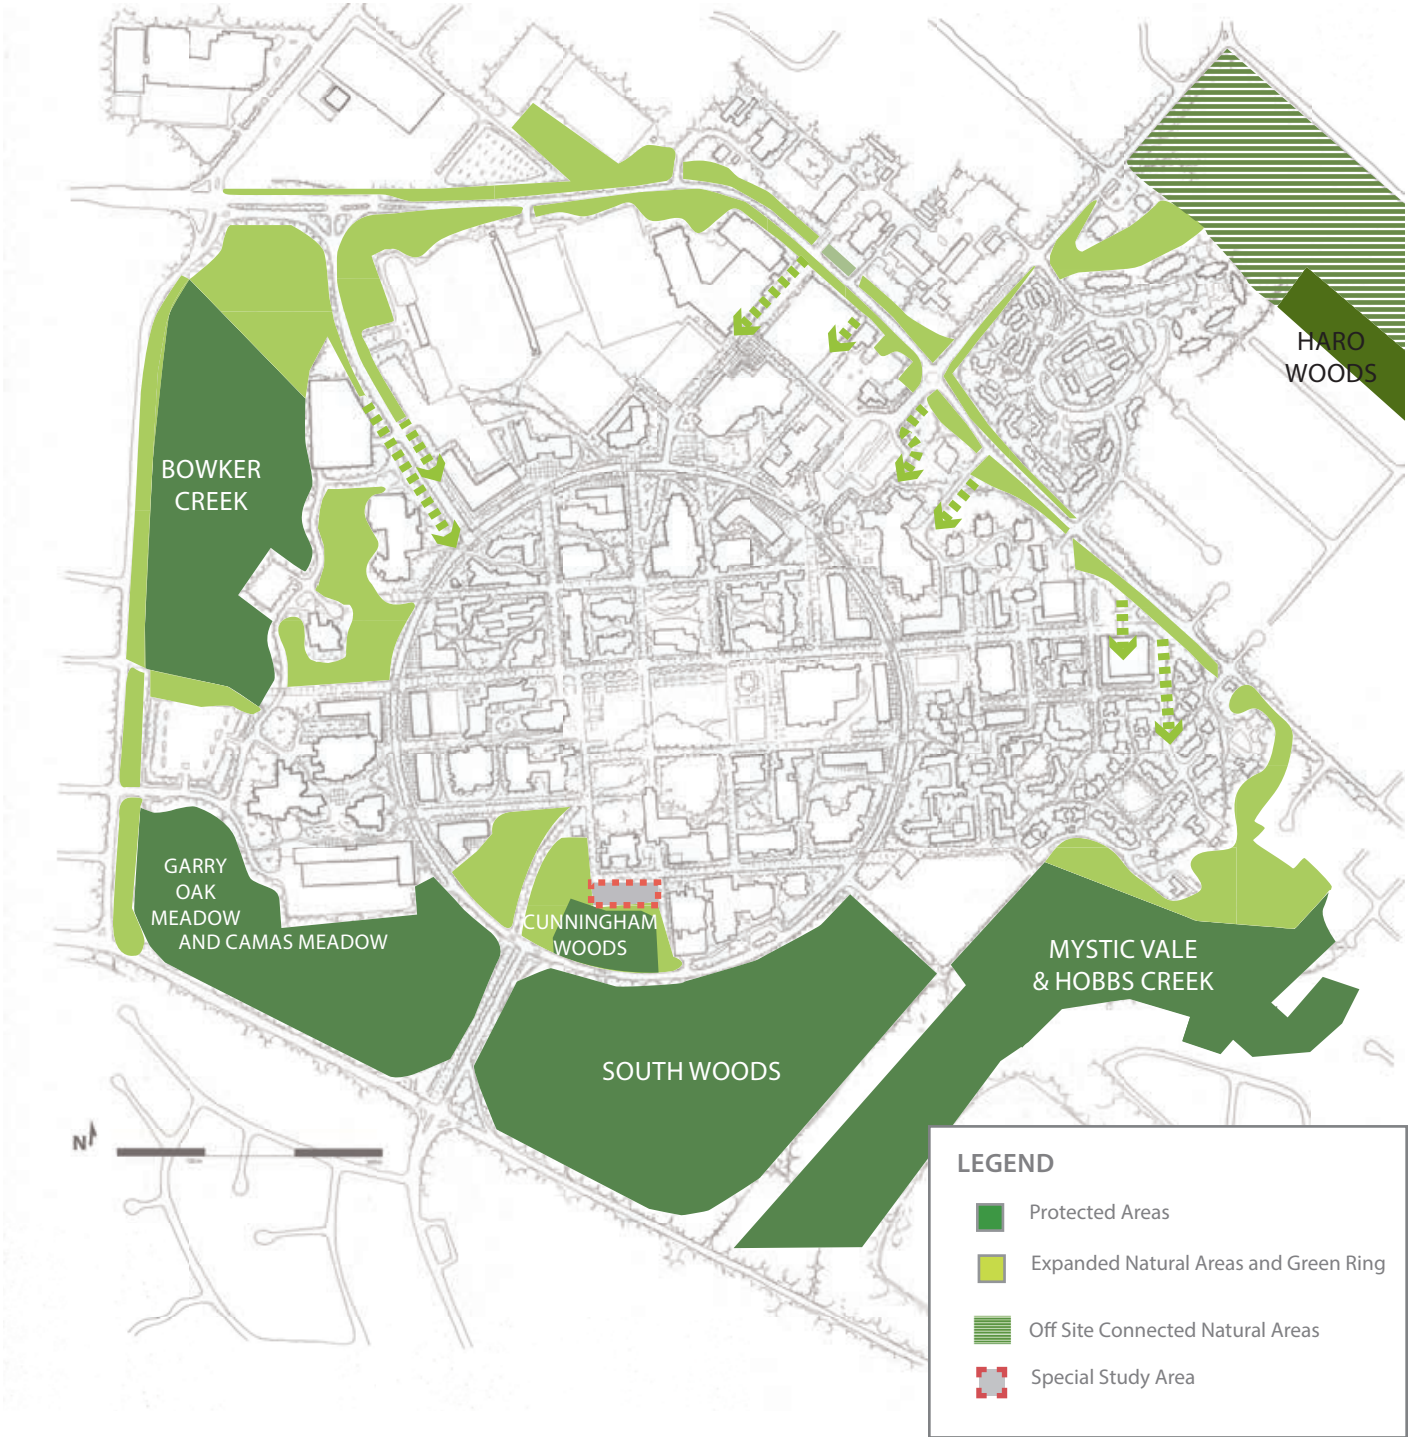 HARO
WOODS
BOWKER
CREEK
GARRY
OAK
MEADOW
AND CAMAS MEADOW
CUNNINGHAM
WOODS
MYSTIC VALE
& HOBBS CREEK
SOUTH WOODS
N
LEGEND
Protected Areas
Expanded Natural Areas and Green Ring
Off Site Connected Natural Areas
Special Study Area